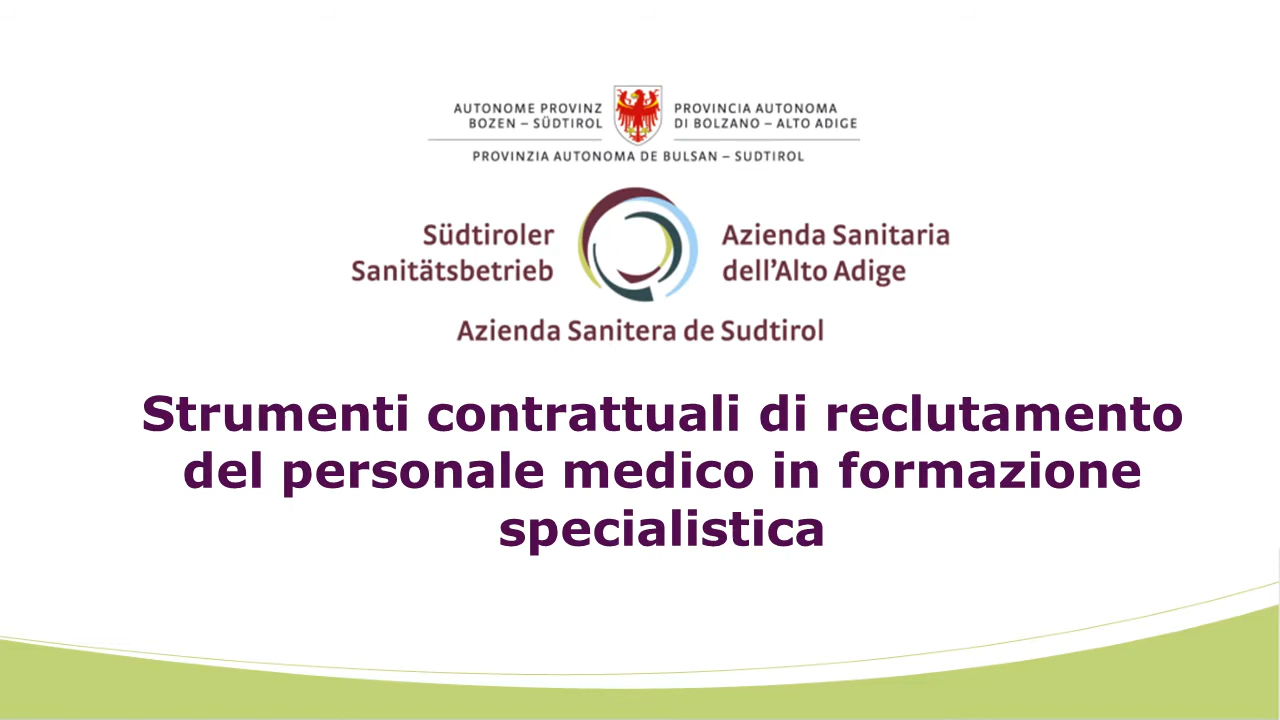 AUTONOME PROVINZ
BOZEN – SÜDTIROL
PROVINCIA AUTONOMA
DI BOLZANO – ALTO ADIGE
PROVINZIA AUTONOMA DE BULSAN – SUDTIROL
Südtiroler
Sanitätsbetrieb
Azienda Sanitaria
dell'Alto Adige
Azienda Sanitera de Sudtirol
Strumenti contrattuali di reclutamento
del personale medico in formazione
specialistica